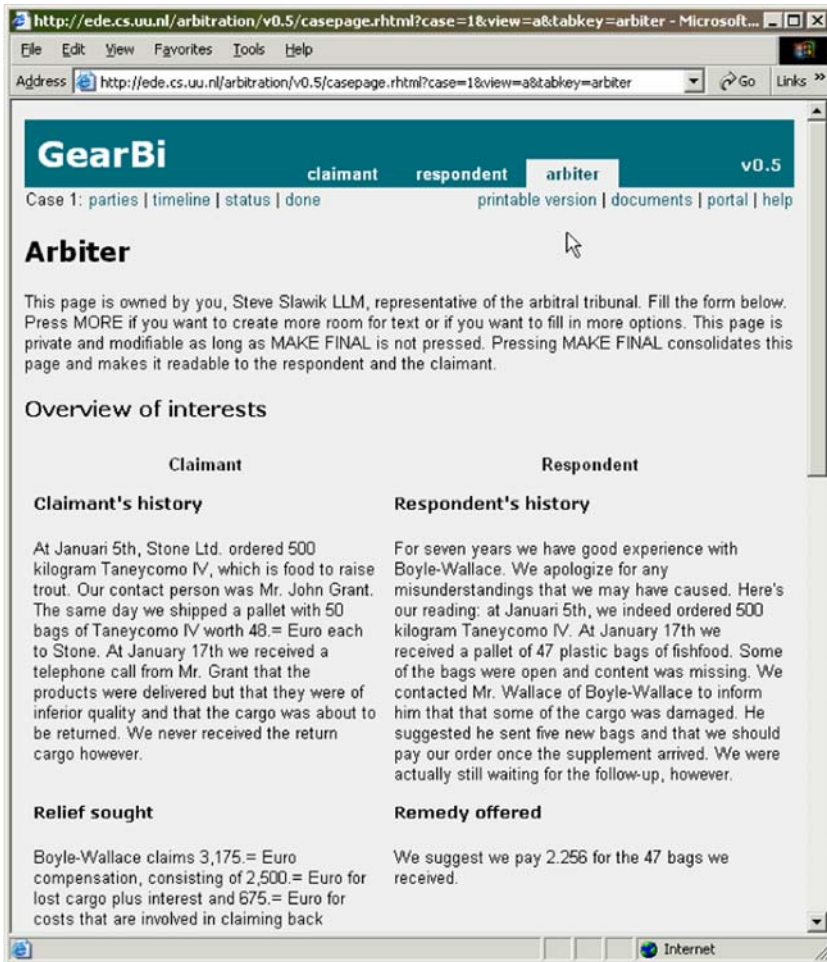 http://ede.cs.uu.nl/arbitration/v0.5/casepage.rhtml?case=1&view=a&tabkey=arbiter - Microsoft...
File Edit View Favorites Tools Help
Address http://ede.cs.uu.nl/arbitration/v0.5/casepage.rhtml?case=1&view=a&tabkey=arbiter Go Links »
GearBi claimant respondent arbiter v0.5
Case 1: parties | timeline | status | done printable version | documents | portal | help
Arbiter
This page is owned by you, Steve Slawik LLM, representative of the arbitral tribunal. Fill the form below.
Press MORE if you want to create more room for text or if you want to fill in more options. This page is
private and modifiable as long as MAKE FINAL is not pressed. Pressing MAKE FINAL consolidates this
page and makes it readable to the respondent and the claimant.
Overview of interests
Claimant
Claimant's history
At Januari 5th, Stone Ltd. ordered 500
kilogram Taneycomo IV, which is food to raise
trout. Our contact person was Mr. John Grant.
The same day we shipped a pallet with 50
bags of Taneycomo IV worth 48.= Euro each
to Stone. At January 17th we received a
telephone call from Mr. Grant that the
products were delivered but that they were of
inferior quality and that the cargo was about to
be returned. We never received the return
cargo however.
Relief sought
Boyle-Wallace claims 3,175.= Euro
compensation, consisting of 2,500.= Euro for
lost cargo plus interest and 675.= Euro for
costs that are involved in claiming back
Respondent
Respondent's history
For seven years we have good experience with
Boyle-Wallace. We apologize for any
misunderstandings that we may have caused. Here's
our reading: at Januari 5th, we indeed ordered 500
kilogram Taneycomo IV. At January 17th we
received a pallet of 47 plastic bags of fishfood. Some
of the bags were open and content was missing. We
contacted Mr. Wallace of Boyle-Wallace to inform
him that that some of the cargo was damaged. He
suggested he sent five new bags and that we should
pay our order once the supplement arrived. We were
actually still waiting for the follow-up, however.
Remedy offered
We suggest we pay 2.256 for the 47 bags we
received.
Internet